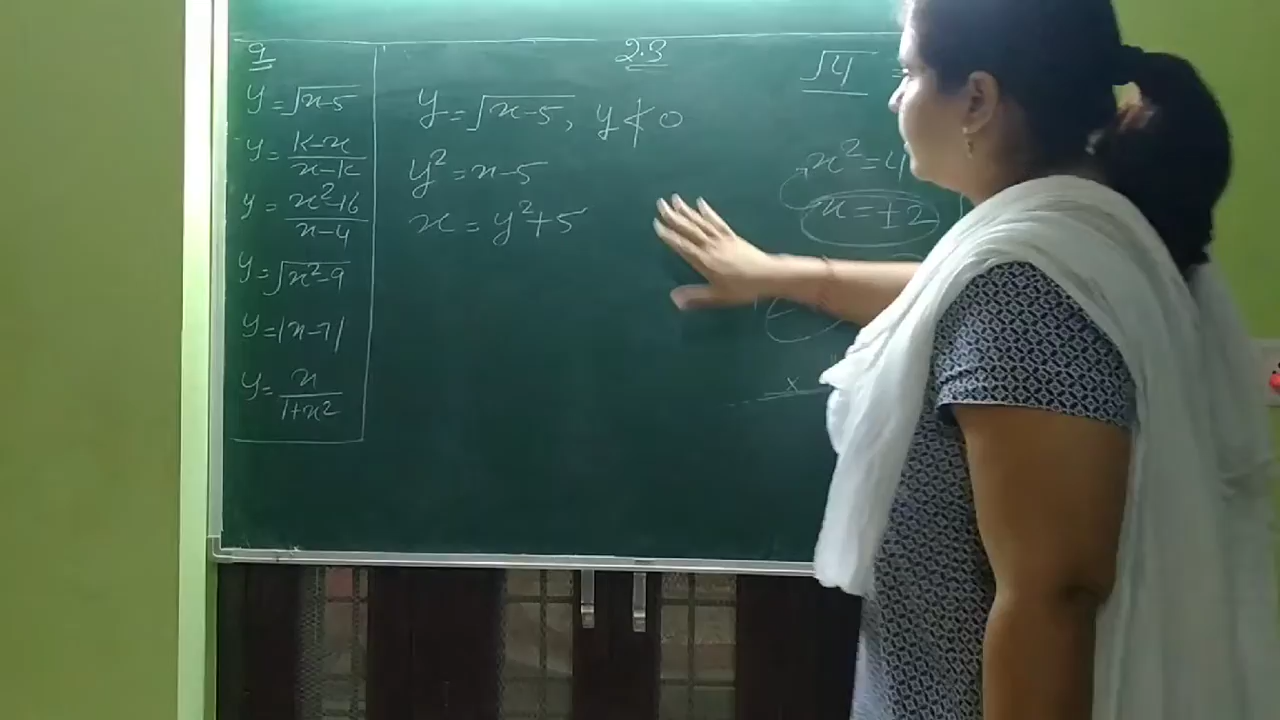 9
y = √x-5
y = k-x / x-k
y = x²-16 / x-4
y = √x²-9
y = |x-7|
y = x / 1+x²
2.3
y = √x-5, y ≮ 0
y² = x-5
x = y²+5
√4 =
x² = 4
x = ±2
x